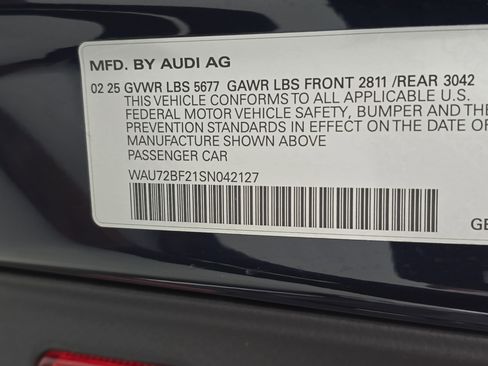 MFD. BY AUDI AG
02 25 GVWR LBS 5677 GAWR LBS FRONT 2811 /REAR 3042
THIS VEHICLE CONFORMS TO ALL APPLICABLE U.S.
FEDERAL MOTOR VEHICLE SAFETY, BUMPER AND THE
PREVENTION STANDARDS IN EFFECT ON THE DATE
MANUFACTURE SHOWN ABOVE
PASSENGER CAR
WAU72BF21SN042127
GE